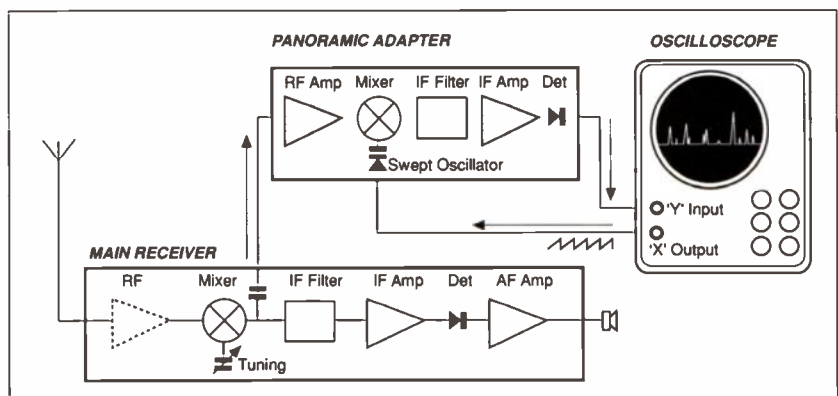 PANORAMIC ADAPTER
OSCILLOSCOPE
RF Amp Mixer IF Filter IF Amp Det
Swept Oscillator
'Y' Input
'X' Output
MAIN RECEIVER
RF Mixer IF Filter IF Amp Det AF Amp
Tuning